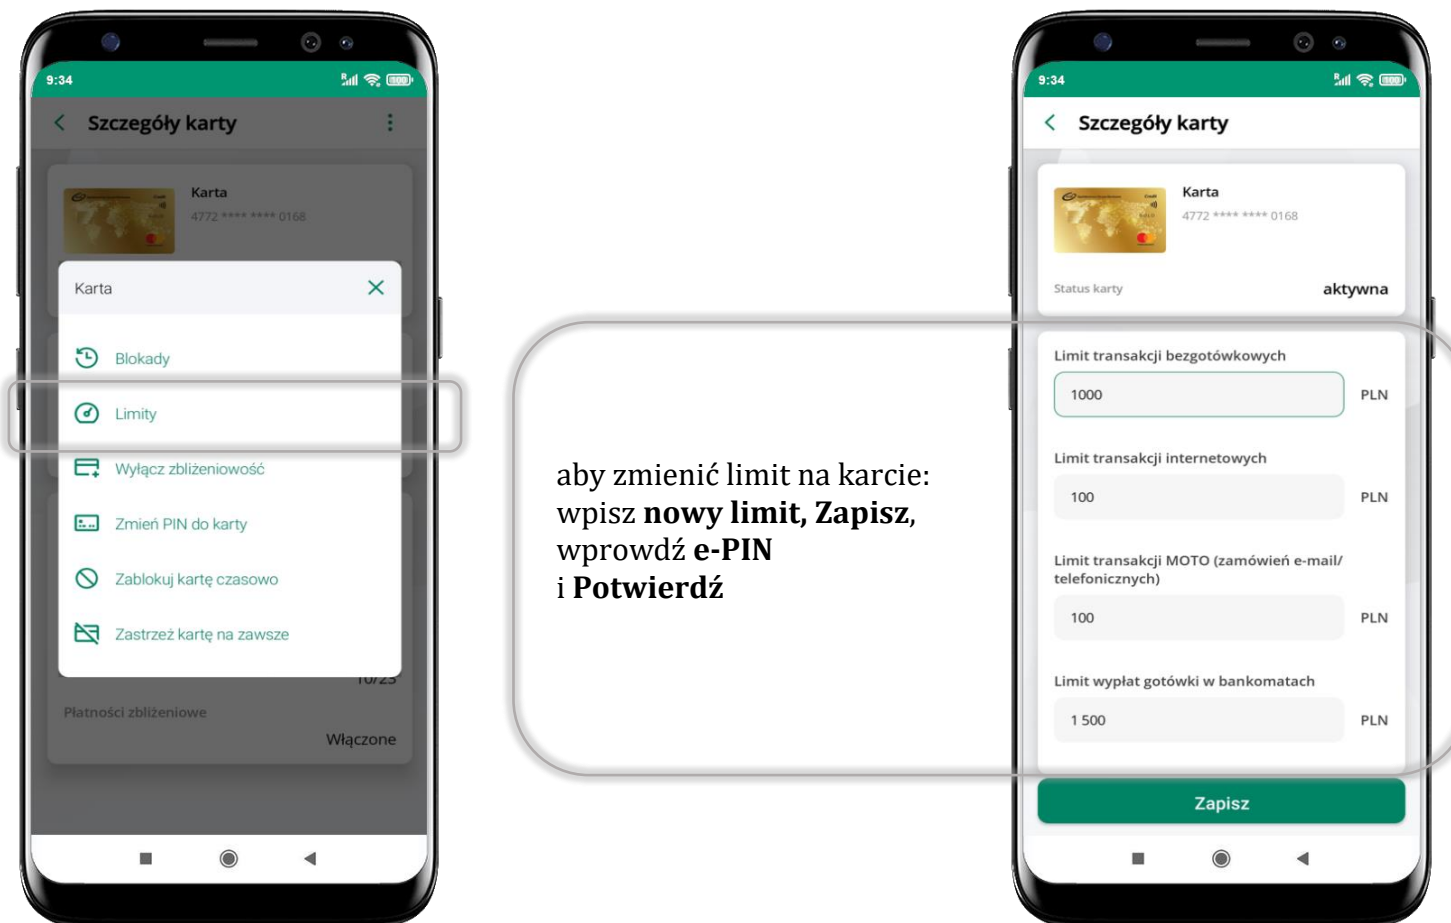 9:34
Szczegóły karty
Karta
4772 **** **** 0168
Karta
Blokady
Limity
Wyłącz zbliżeniowość
Zmień PIN do karty
Zablokuj kartę czasowo
Zastrzeż kartę na zawsze
10/25
Płatności zbliżeniowe
Włączone
aby zmienić limit na karcie:
wpisz nowy limit, Zapisz,
wprowdź e-PIN
i Potwierdź
9:34
Szczegóły karty
Karta
4772 **** **** 0168
Status karty
aktywna
Limit transakcji bezgotówkowych
1000 PLN
Limit transakcji internetowych
100 PLN
Limit transakcji MOTO (zamówień e-mail/
telefonicznych)
100 PLN
Limit wypłat gotówki w bankomatach
1 500 PLN
Zapisz